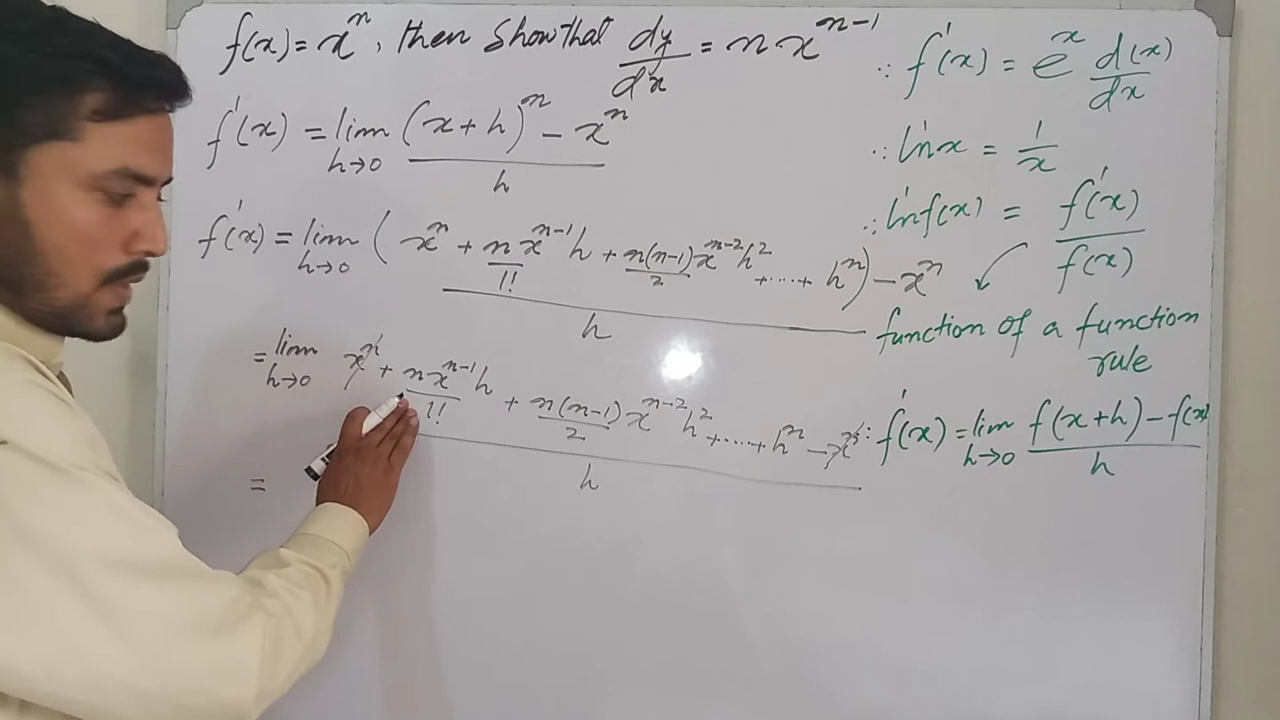 f(x) = x^n, then show that dy/dx = n x^{n-1}
f'(x) = lim h→0 ((x+h)^n - x^n)/h
f'(x) = lim h→0 ((x^n + n/1! x^{n-1} h + n(n-1)/2 x^{n-2} h^2 + ..... + h^n) - x^n)/h
= lim h→0 (x^n + n x^{n-1} h/1! + n(n-1)/2 x^{n-2} h^2 + ..... + h^n - x^n)/h
=
∵ f'(x) = e^x d(x)/dx
∵ ln'x = 1/x
∵ ln'f(x) = f'(x)/f(x)
function of a function
rule
∵ f'(x) = lim h→0 (f(x+h) - f(x))/h